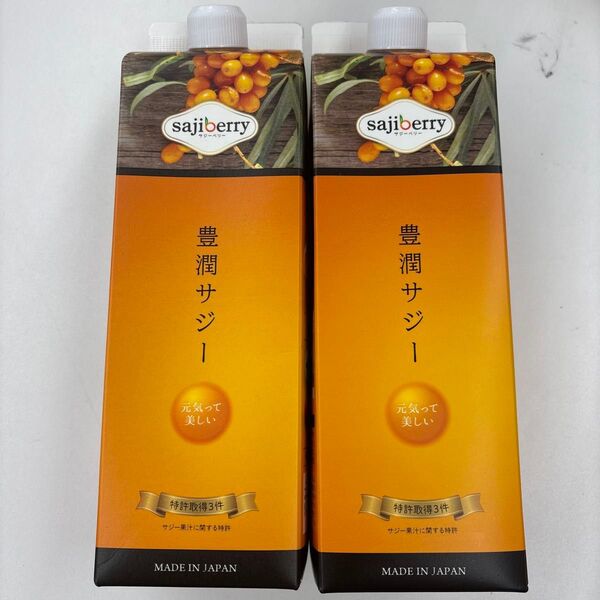 sajiberry
サジーベリー
豊潤サジー
元気って
美しい
特許取得3件
サジー果汁に関する特許
MADE IN JAPAN
sajiberry
サジーベリー
豊潤サジー
元気って
美しい
特許取得3件
サジー果汁に関する特許
MADE IN JAPAN